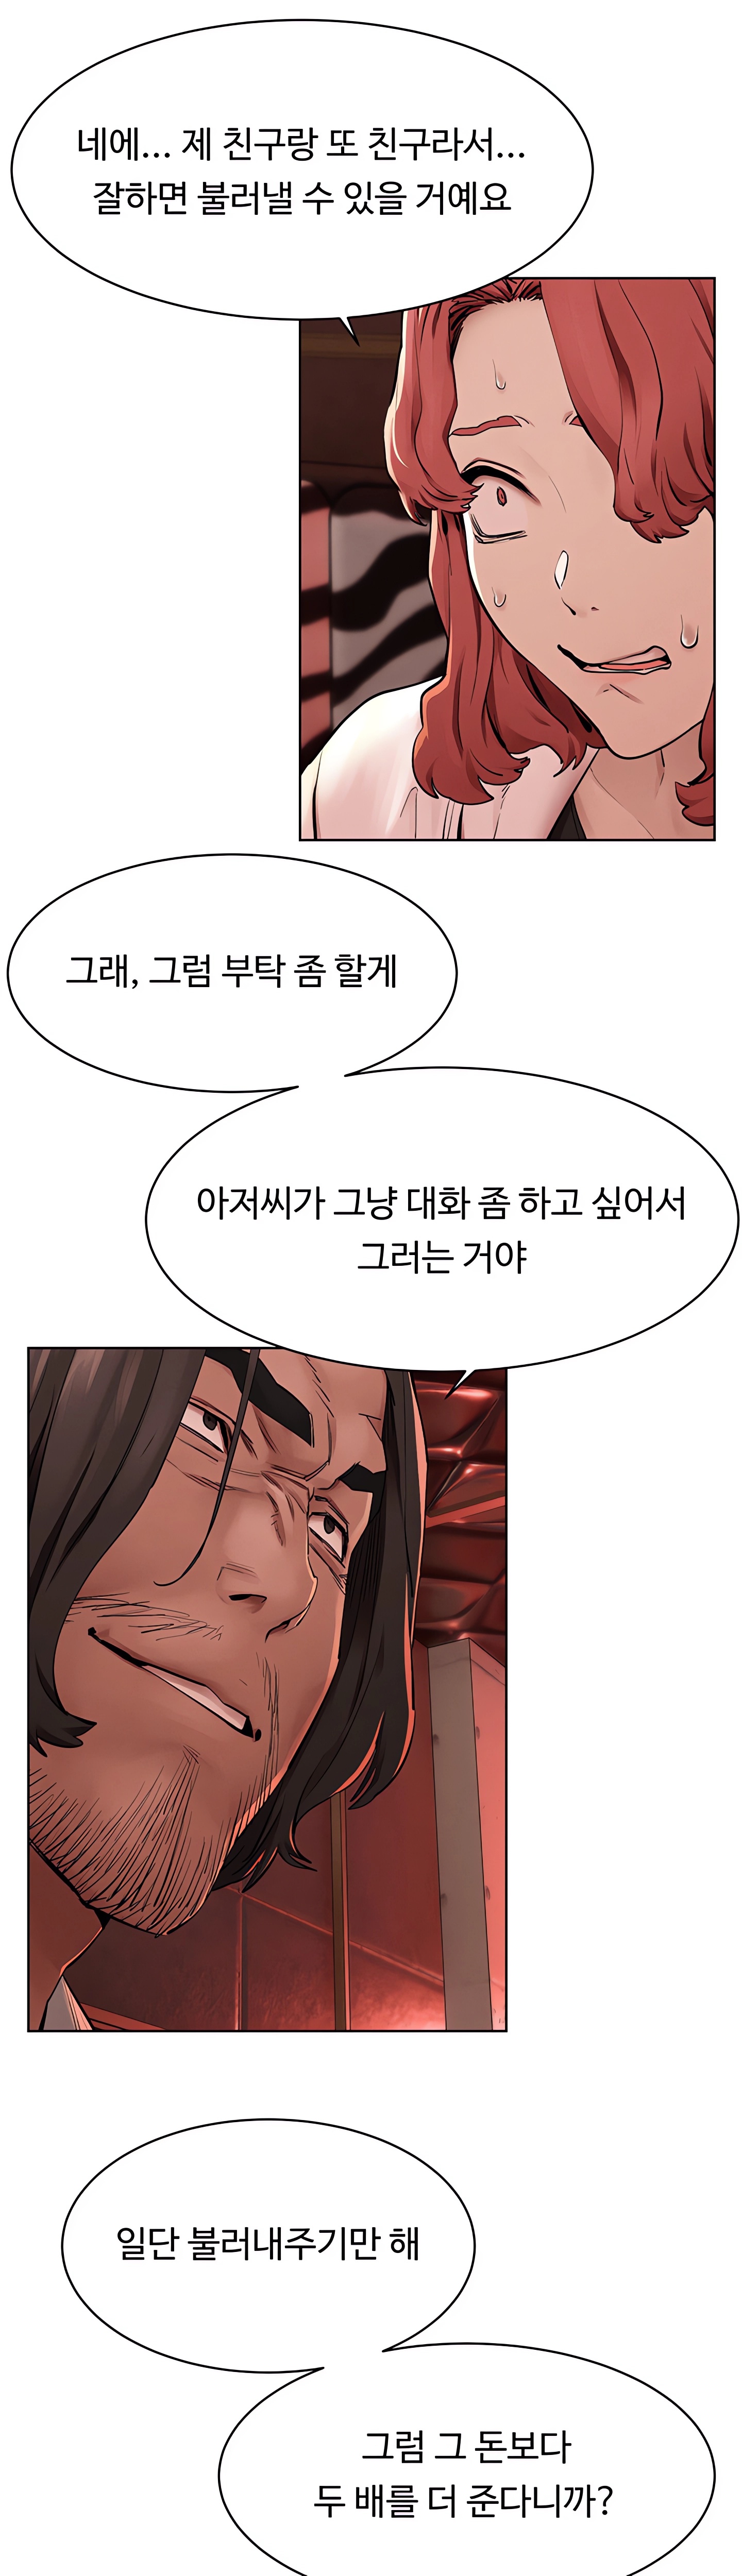 네에... 제 친구랑 또 친구라서...
잘하면 불러낼 수 있을 거예요
그래, 그럼 부탁 좀 할게
아저씨가 그냥 대화 좀 하고 싶어서
그러는 거야
일단 불러내주기만 해
그럼 그 돈보다
두 배를 더 준다니까?